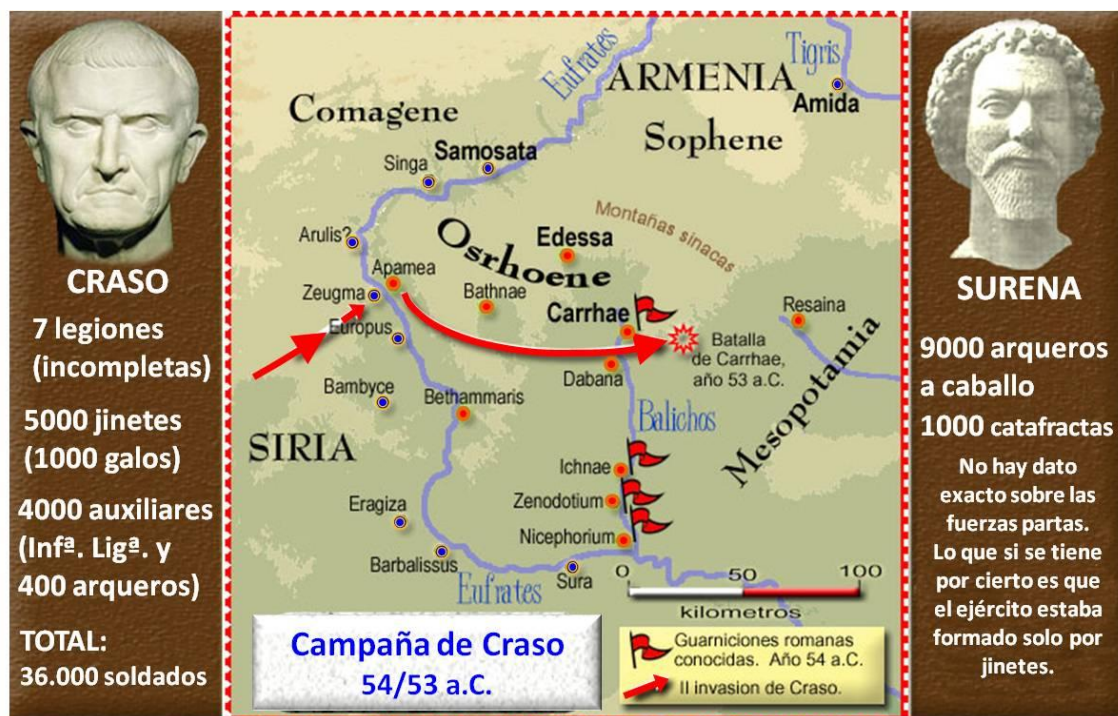 CRASO
7 legiones
(incompletas)
5000 jinetes
(1000 galos)
4000 auxiliares
(Infª. Ligª. y
400 arqueros)
TOTAL:
36.000 soldados
Eufrates
ARMENIA
Tigris
Amida
Comagene
Sophene
Singa
Samosata
Montañas sinacas
Arulis?
Osrhoene
Edessa
Apamea
Zeugma
Bathnae
Carrhae
Resaina
Europus
Batalla
de Carrhae,
año 53 a.C.
Dabana
Bambyce
Bethammaris
Balichos
Mesopotamia
SIRIA
Ichnae
Zenodotium
Eragiza
Nicephorium
Barbalissus
Eufrates
Sura
0 50 100
kilometros
Campaña de Craso
54/53 a.C.
Guarniciones romanas
conocidas. Año 54 a.C.
II invasion de Craso.
SURENA
9000 arqueros
a caballo
1000 catafractas
No hay dato
exacto sobre las
fuerzas partas.
Lo que si se tiene
por cierto es que
el ejército estaba
formado solo por
jinetes.